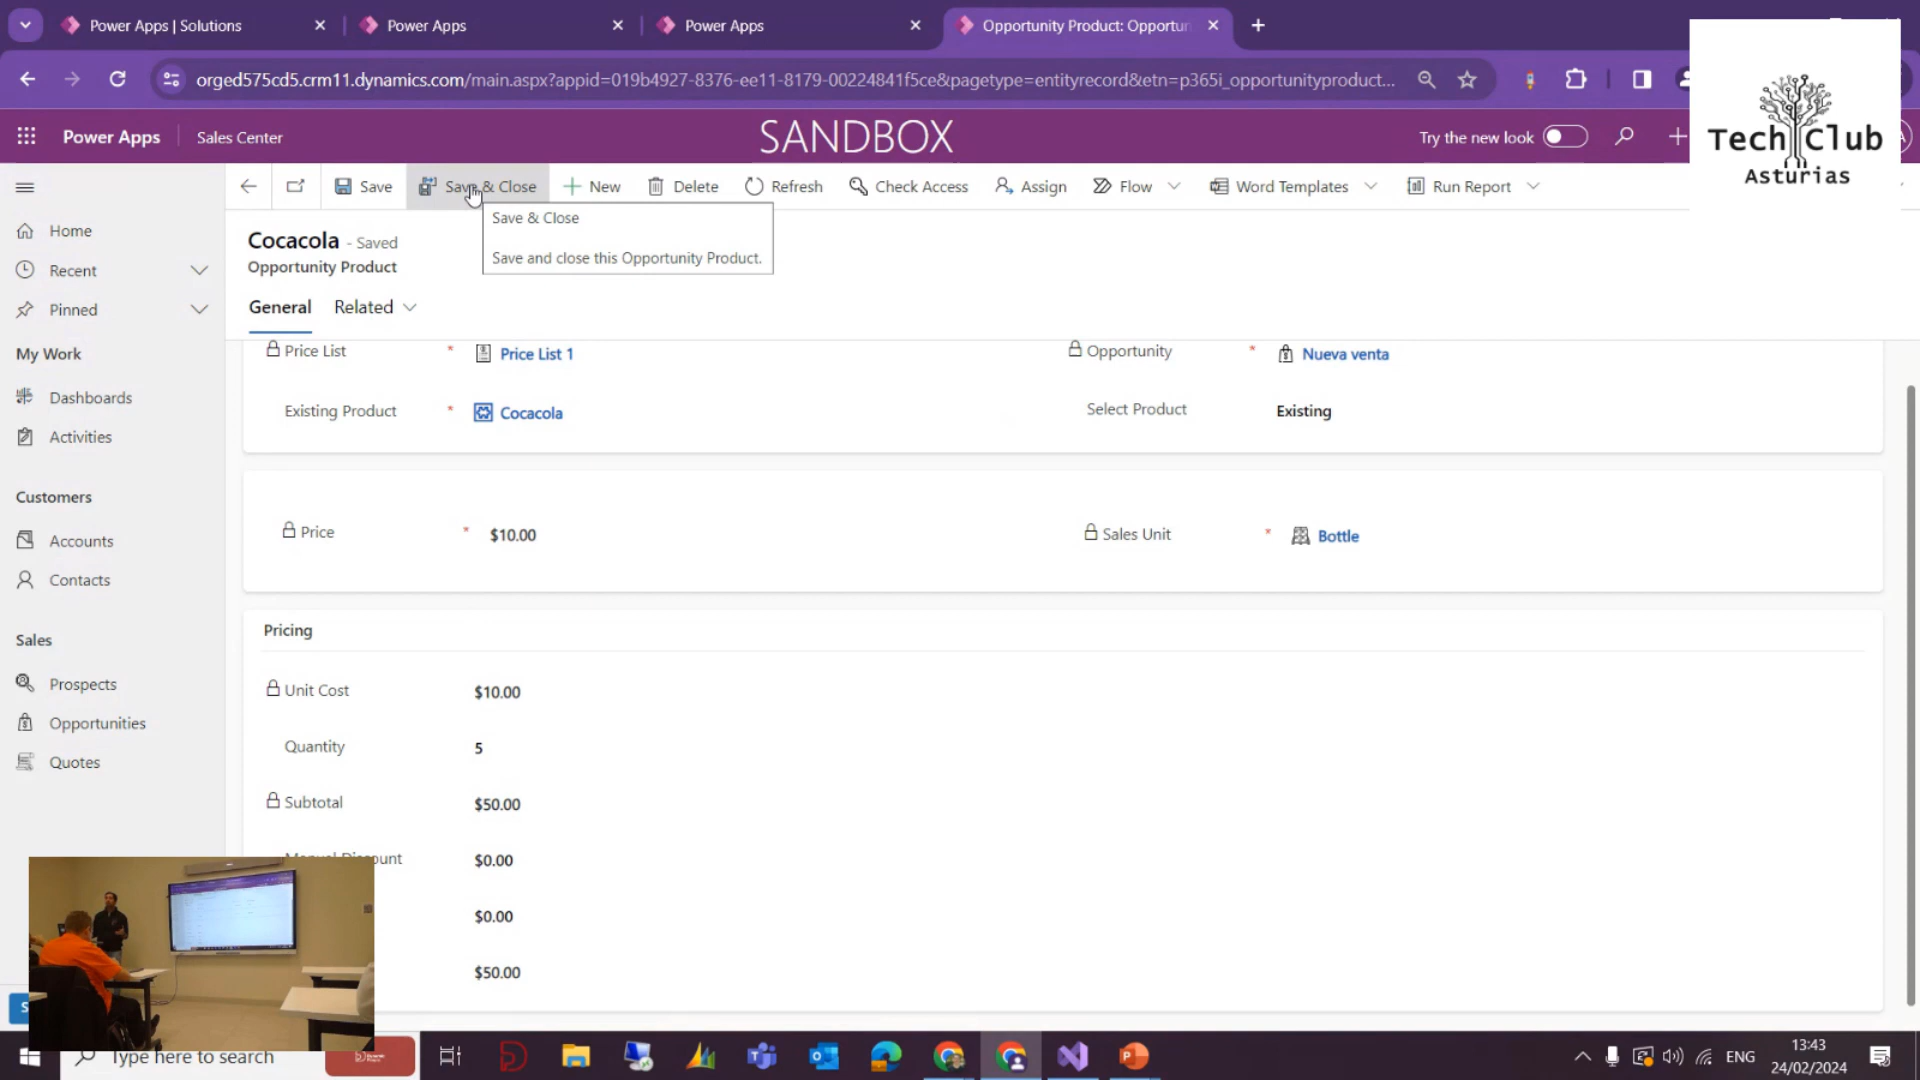 Power Apps | Solutions
Power Apps
Power Apps
Opportunity Product: Opportun
orged575cd5.crm11.dynamics.com/main.aspx?appid=019b4927-8376-ee11-8179-00224841f5ce&pagetype=entityrecord&etn=p365i_opportunityproduct...
Power Apps
Sales Center
SANDBOX
Try the new look
Tech Club
Asturias
Save
Save & Close
New
Delete
Refresh
Check Access
Assign
Flow
Word Templates
Run Report
Save & Close
Save and close this Opportunity Product.
Home
Recent
Pinned
My Work
Dashboards
Activities
Customers
Accounts
Contacts
Sales
Prospects
Opportunities
Quotes
Cocacola - Saved
Opportunity Product
General
Related
Price List * Price List 1
Opportunity * Nueva venta
Existing Product * Cocacola
Select Product Existing
Price * $10.00
Sales Unit * Bottle
Pricing
Unit Cost $10.00
Quantity 5
Subtotal $50.00
Manual Discount $0.00
$0.00
$50.00
S
Type here to search
ENG
13:43
24/02/2024